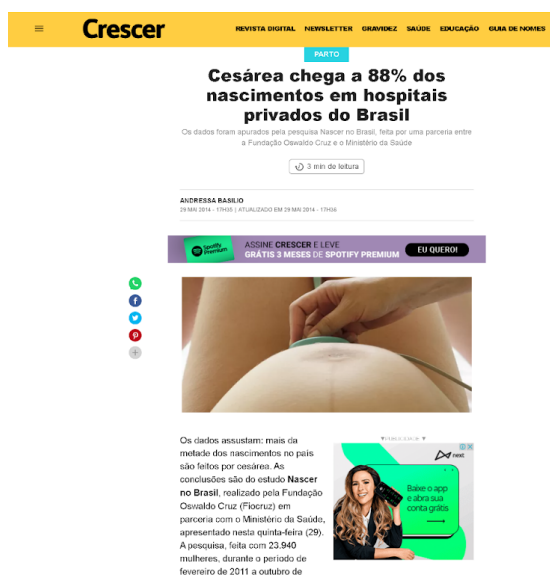 Crescer
REVISTA DIGITAL NEWSLETTER GRAVIDEZ SAÚDE EDUCAÇÃO GUIA DE NOMES
PARTO
Cesárea chega a 88% dos
nascimentos em hospitais
privados do Brasil
Os dados foram apurados pela pesquisa Nascer no Brasil, feita por uma parceria entre
a Fundação Oswaldo Cruz e o Ministério da Saúde
3 min de leitura
ANDRESSA BASILIO
29 MAI 2014 - 17H36 | ATUALIZADO EM 29 MAI 2014 - 17H36
Spotify Premium
ASSINE CRESCER E LEVE
GRÁTIS 3 MESES DE SPOTIFY PREMIUM
EU QUERO!
Os dados assustam: mais da
metade dos nascimentos no país
são feitos por cesárea. As
conclusões são do estudo Nascer
no Brasil, realizado pela Fundação
Oswaldo Cruz (Fiocruz) em
parceria com o Ministério da Saúde,
apresentado nesta quinta-feira (29).
A pesquisa, feita com 23.940
mulheres, durante o período de
fevereiro de 2011 a outubro de
next
Baixe o app
e abra sua
conta grátis